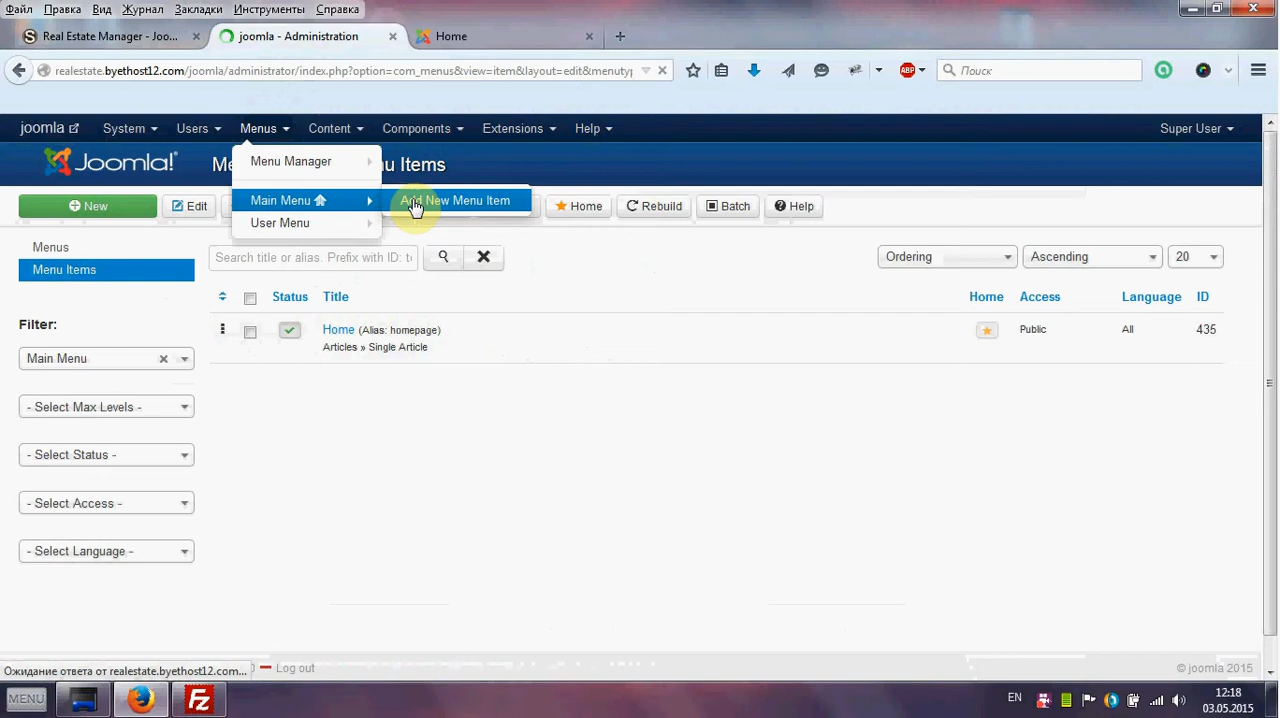 Файл Правка Вид Журнал Закладки Инструменты Справка
Real Estate Manager - Joo...
joomla - Administration
Home
realestate.byethost12.com/joomla/administrator/index.php?option=com_menus&view=item&layout=edit&menutyp
ABP
Поиск
joomla System Users Menus Content Components Extensions Help Super User
Joomla!
Menu Manager
Items
New Edit
Main Menu
Add New Menu Item
Home Rebuild Batch Help
User Menu
Menus
Menu Items
Search title or alias. Prefix with ID:
Ordering
Ascending
20
Status Title Home Access Language ID
Filter:
Home (Alias: homepage) Public All 435
Articles » Single Article
Main Menu
- Select Max Levels -
- Select Status -
- Select Access -
- Select Language -
Ожидание ответа от realestate.byethost12.com...
Log out
© joomla 2015
MENU
EN
12:18
03.05.2015